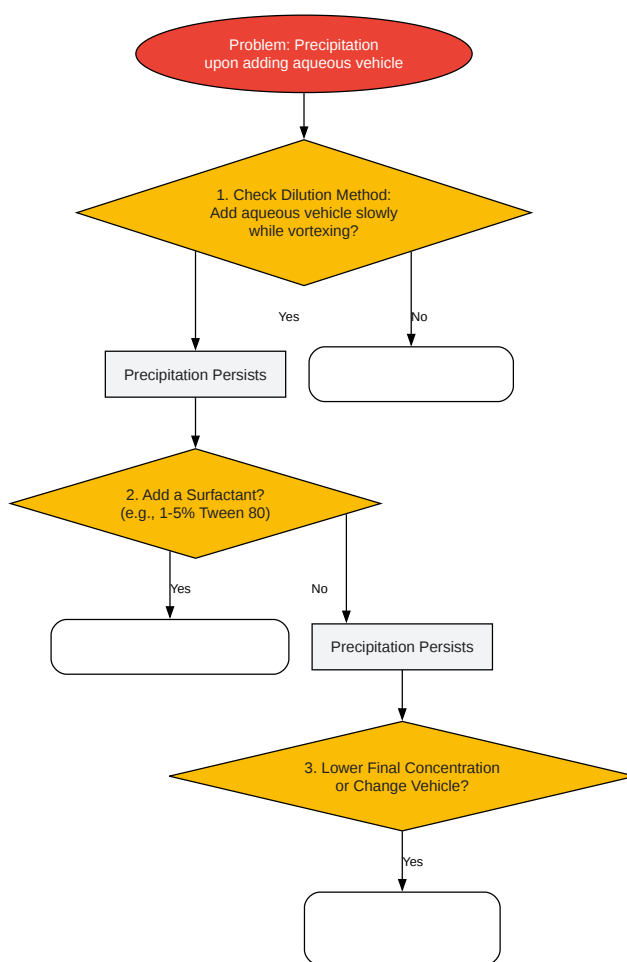 Problem: Precipitation
upon adding aqueous vehicle
1. Check Dilution Method:
Add aqueous vehicle slowly
while vortexing?
Yes
No
Precipitation Persists
2. Add a Surfactant?
(e.g., 1-5% Tween 80)
Yes
No
Precipitation Persists
3. Lower Final Concentration
or Change Vehicle?
Yes